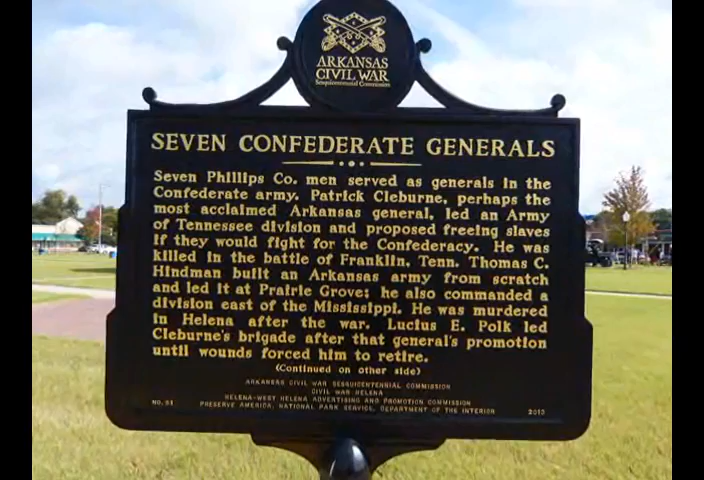 ARKANSAS
CIVIL WAR
Sesquicentennial Commission
SEVEN CONFEDERATE GENERALS
Seven Phillips Co. men served as generals in the
Confederate army. Patrick Cleburne, perhaps the
most acclaimed Arkansas general, led an Army
of Tennessee division and proposed freeing slaves
if they would fight for the Confederacy. He was
killed in the battle of Franklin, Tenn. Thomas C.
Hindman built an Arkansas army from scratch
and led it at Prairie Grove; he also commanded a
division east of the Mississippi. He was murdered
in Helena after the war. Lucius E. Polk led
Cleburne's brigade after that general's promotion
until wounds forced him to retire.
(Continued on other side)
ARKANSAS CIVIL WAR SESQUICENTENNIAL COMMISSION
CIVIL WAR HELENA
HELENA-WEST HELENA ADVERTISING AND PROMOTION COMMISSION
PRESERVE AMERICA, NATIONAL PARK SERVICE, DEPARTMENT OF THE INTERIOR
NO. 51 2013